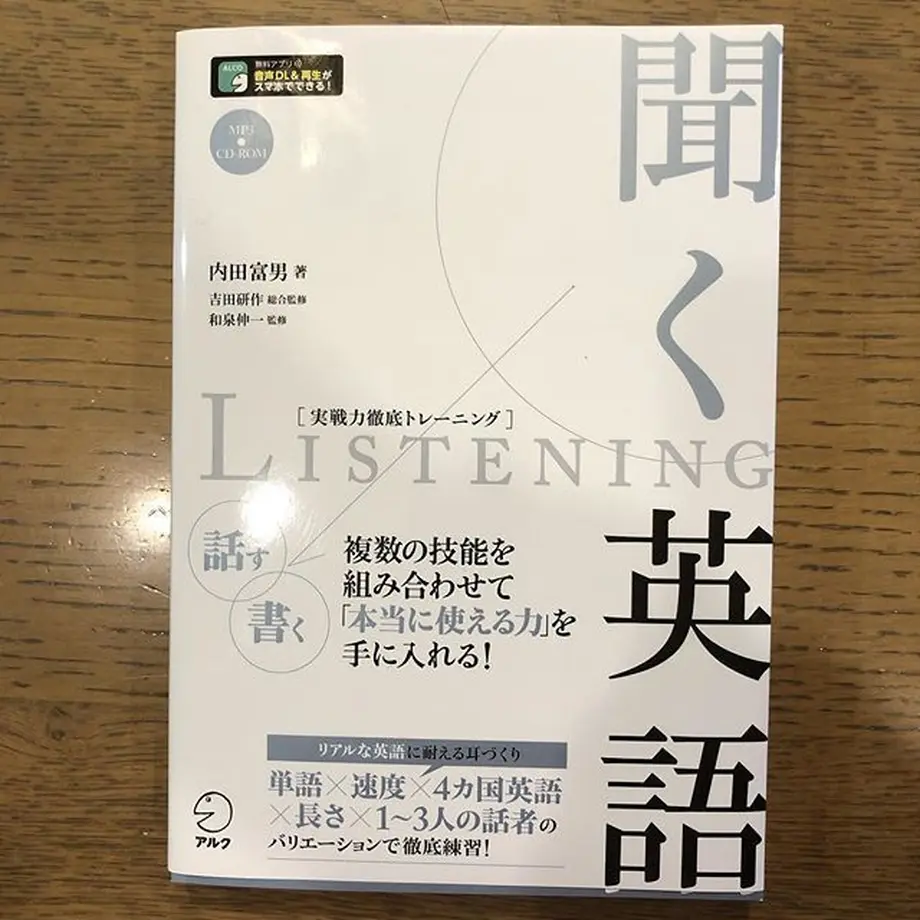 ALCO
無料アプリ
音声DL&再生が
スマホでできる!
MP3
CD-ROM
聞く英語
内田富男 著
吉田研作 総合監修
和泉伸一 監修
[実戦力徹底トレーニング]
LISTENING
話す
書く
複数の技能を
組み合わせて
「本当に使える力」を
手に入れる!
リアルな英語に耐える耳づくり
単語×速度×4カ国英語
×長さ×1~3人の話者の
バリエーションで徹底練習!
アルク